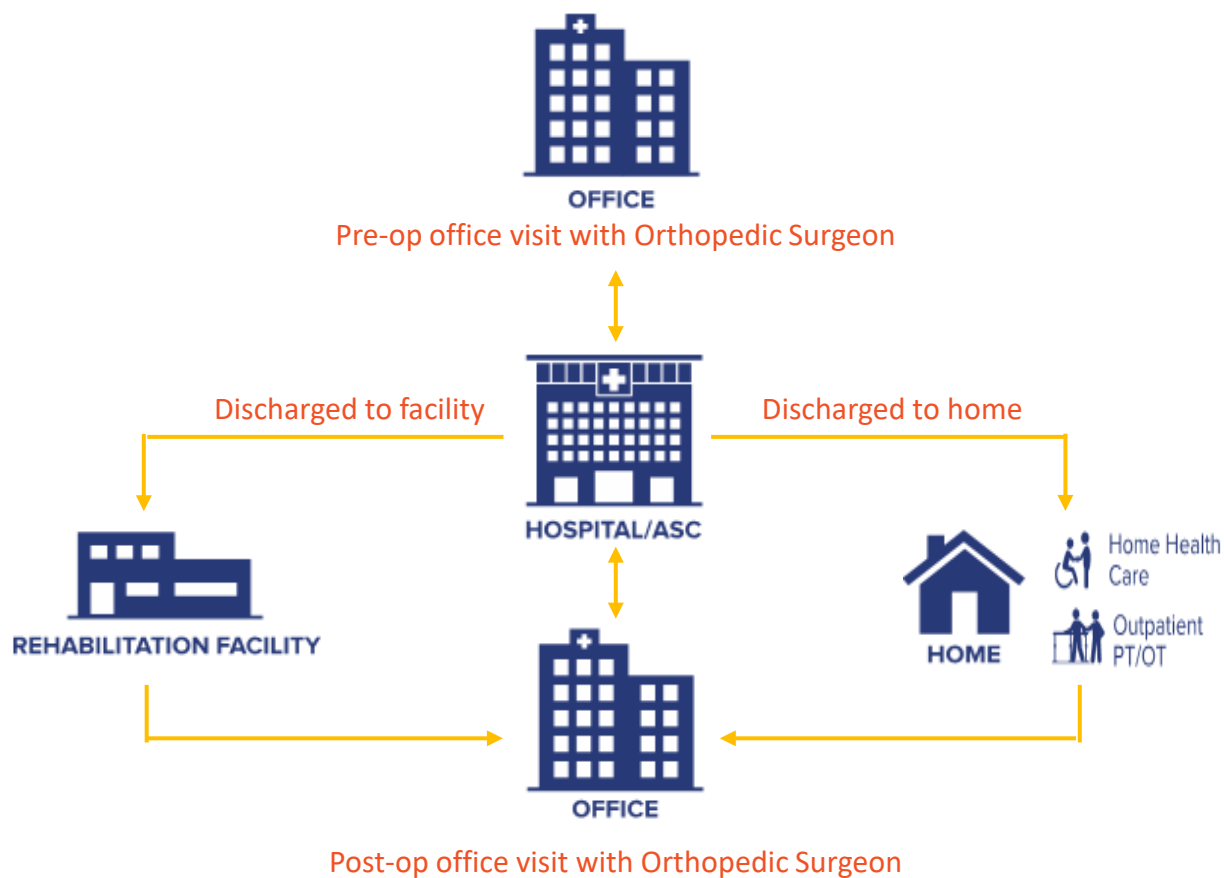 OFFICE
Pre-op office visit with Orthopedic Surgeon
Discharged to facility
Discharged to home
HOSPITAL/ASC
REHABILITATION FACILITY
HOME
Home Health
Care
Outpatient
PT/OT
OFFICE
Post-op office visit with Orthopedic Surgeon